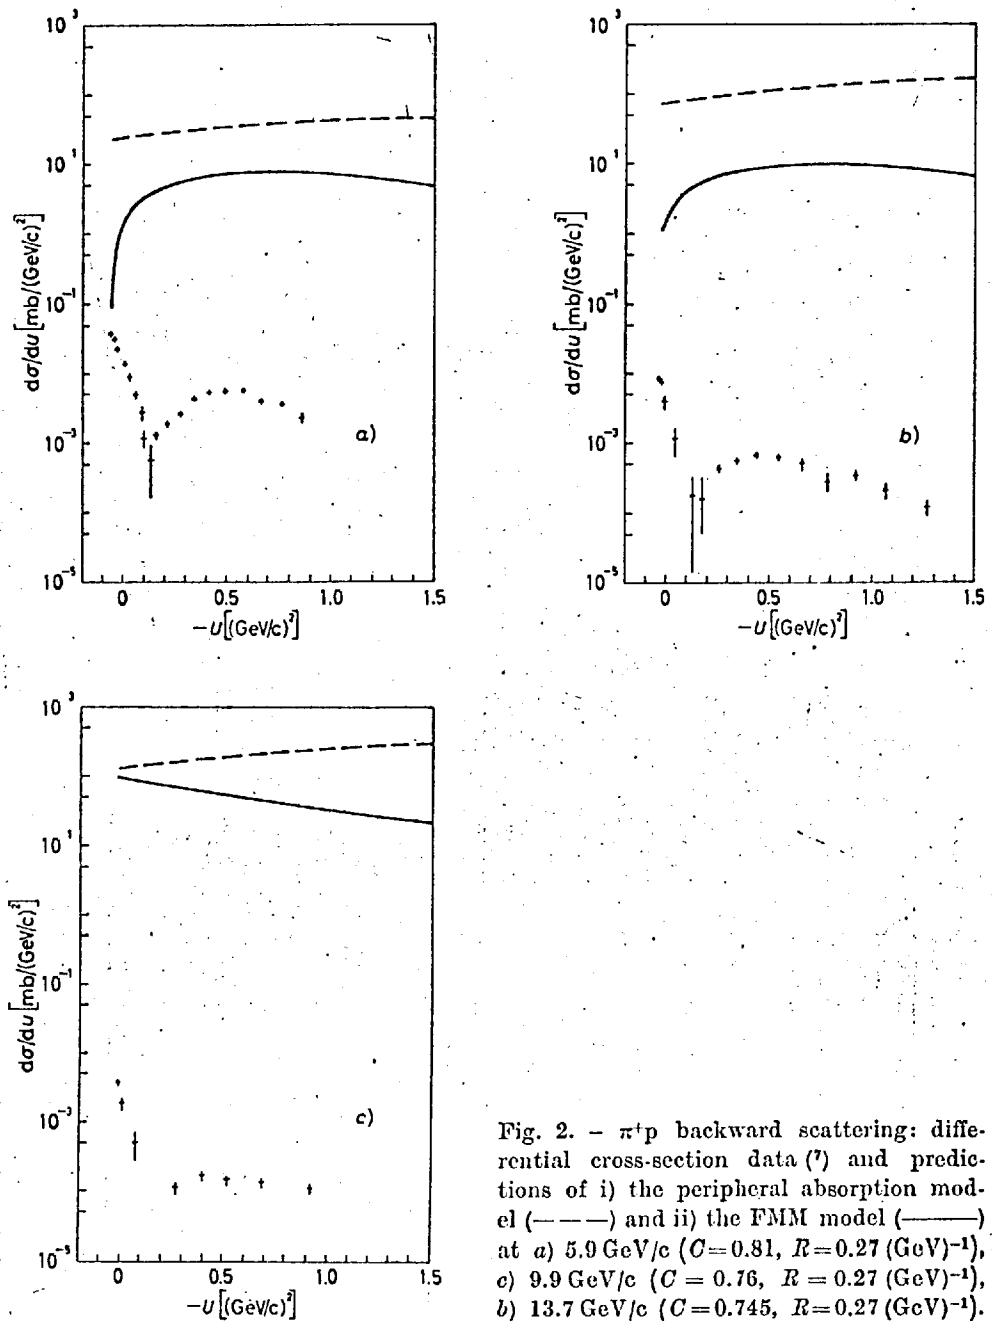 10³
10¹
10⁻¹
10⁻³
10⁻⁵
dσ/du [mb/(GeV/c)²]
a)
0 0.5 1.0 1.5
−U[(GeV/c)²]
10³
10¹
10⁻¹
10⁻³
10⁻⁵
dσ/du [mb/(GeV/c)²]
b)
0 0.5 1.0 1.5
−U[(GeV/c)²]
10³
10¹
10⁻¹
10⁻³
10⁻⁵
dσ/du [mb/(GeV/c)²]
c)
0 0.5 1.0 1.5
−U[(GeV/c)²]
Fig. 2. – π⁺p backward scattering: diffe-
rential cross-section data (⁷) and predic-
tions of i) the peripheral absorption mod-
el (– – –) and ii) the FMM model (———)
at a) 5.9 GeV/c (C=0.81, R=0.27 (GeV)⁻¹),
c) 9.9 GeV/c (C = 0.76, R = 0.27 (GeV)⁻¹),
b) 13.7 GeV/c (C=0.745, R=0.27 (GeV)⁻¹).